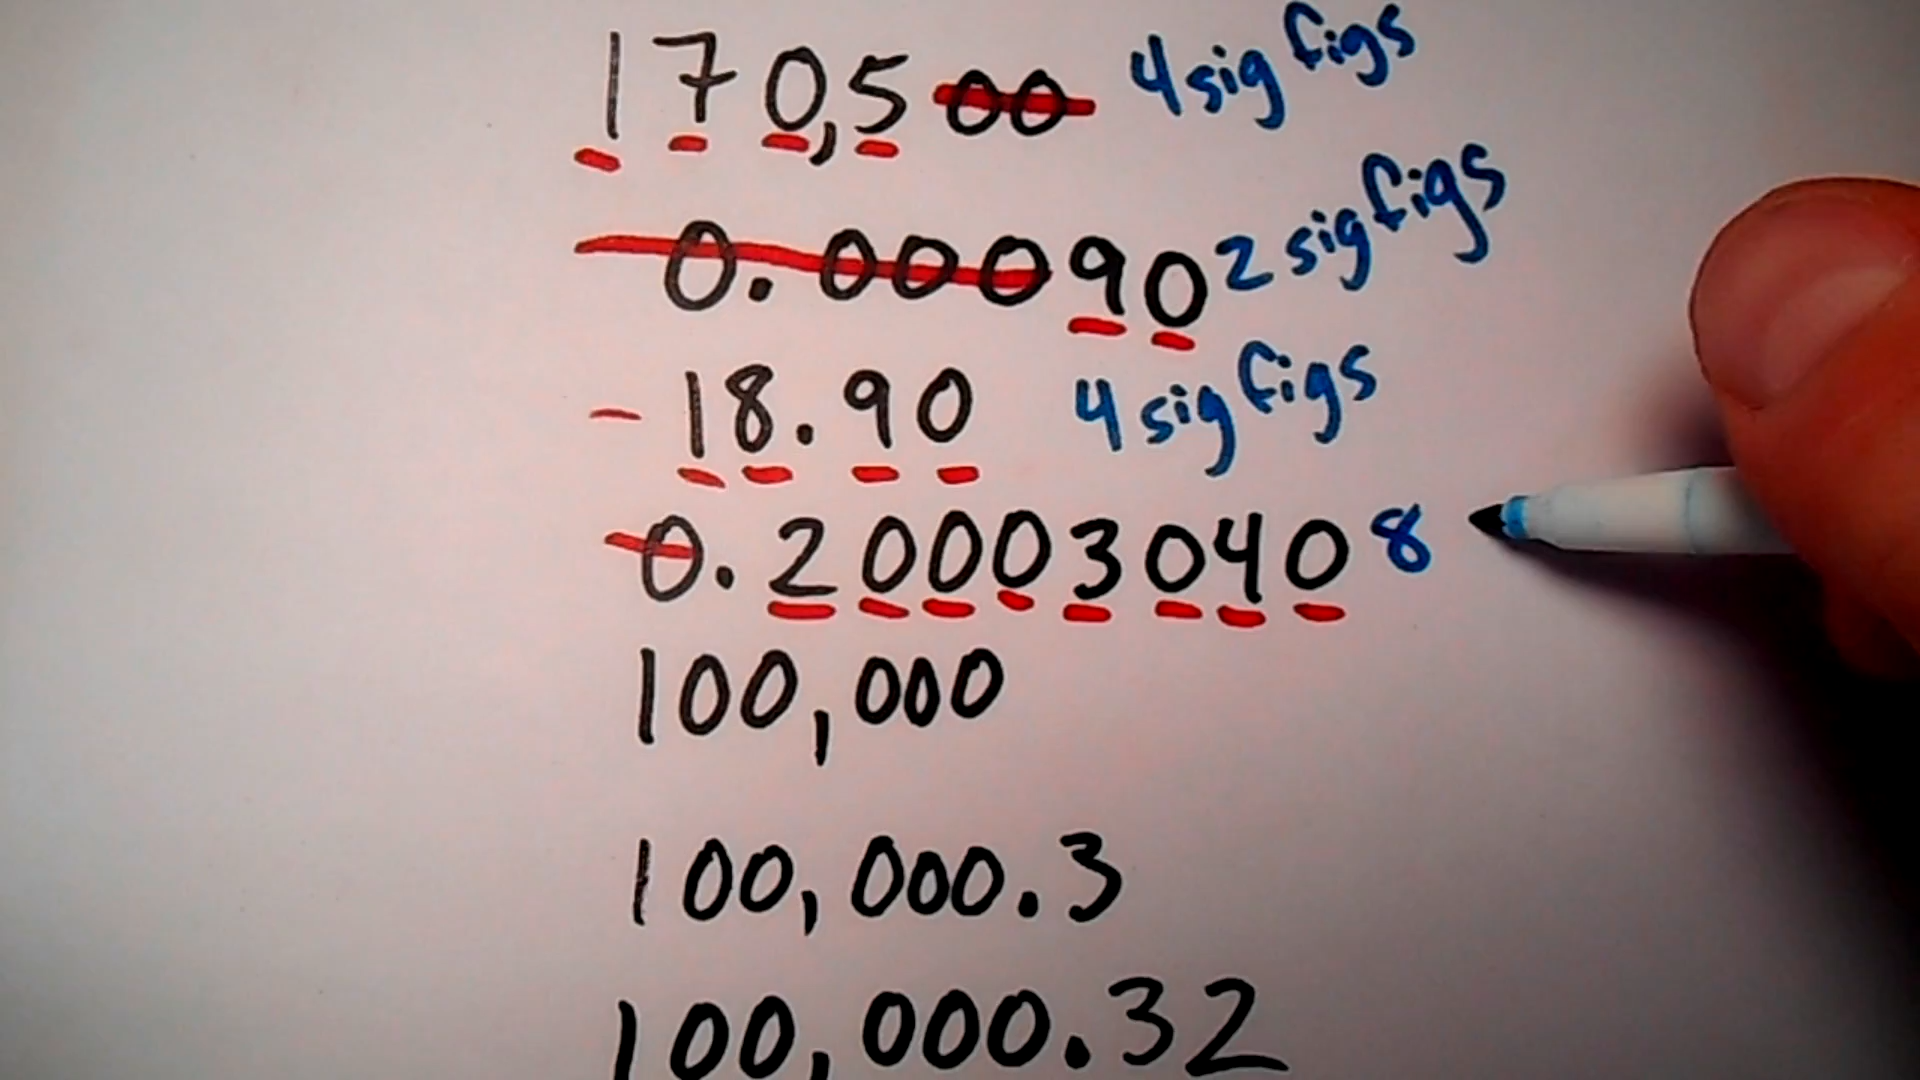 170,500 4 sig figs
0.00090 2 sig figs
18.90 4 sig figs
0.20003040 8
100,000
100,000.3
100,000.32